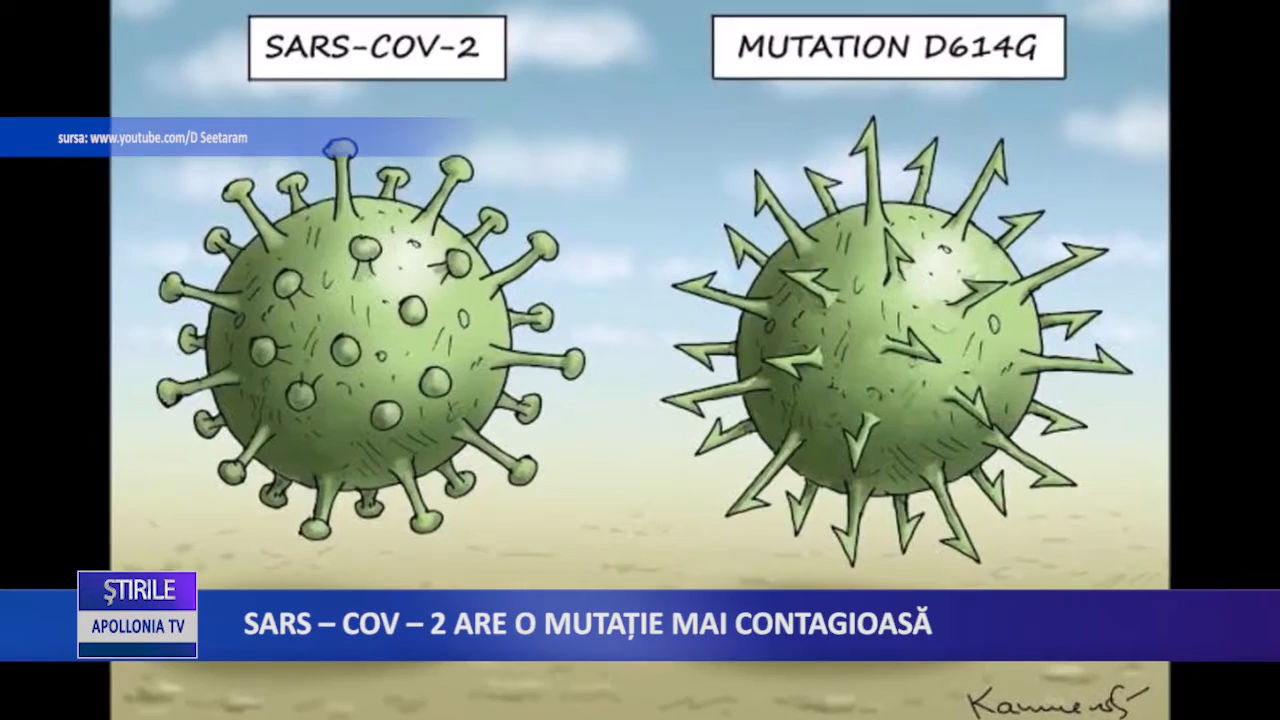 SARS-COV-2
MUTATION D614G
sursa: www.youtube.com/D Seetaram
ŞTIRILE
APOLLONIA TV
SARS – COV – 2 ARE O MUTAȚIE MAI CONTAGIOASĂ